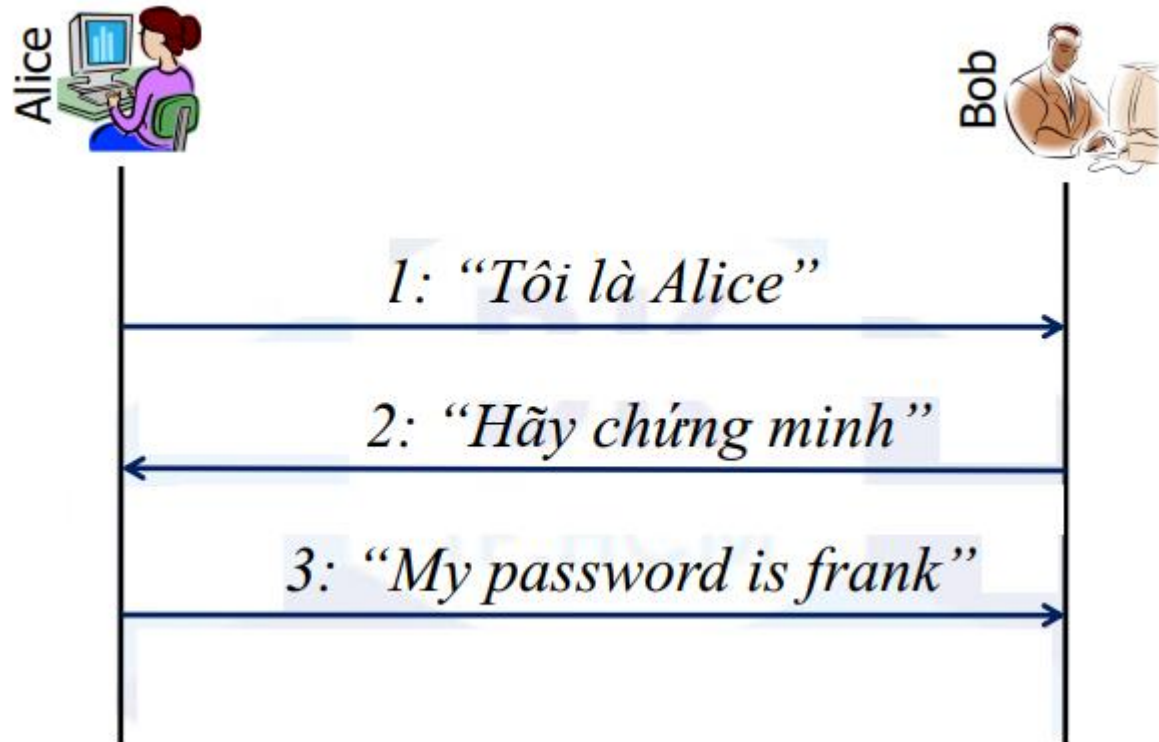 Alice
Bob
1: “Tôi là Alice”
2: “Hãy chứng minh”
3: “My password is frank”